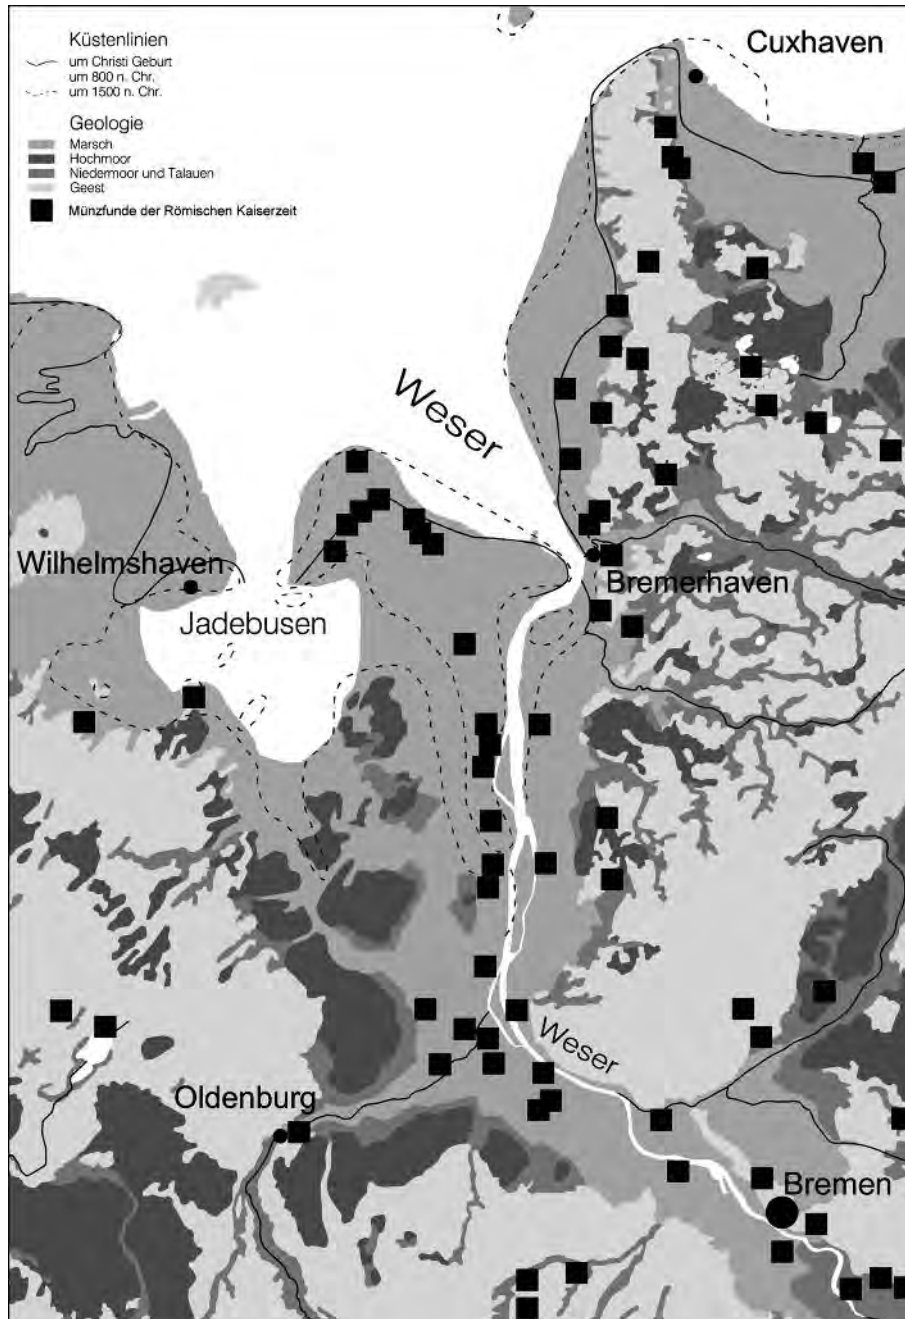 Küstenlinien
um Christi Geburt
um 800 n. Chr.
um 1500 n. Chr.
Geologie
Marsch
Hochmoor
Niedermoor und Talauen
Geest
Münzfunde der Römischen Kaiserzeit
Cuxhaven
Weser
Wilhelmshaven
Bremerhaven
Jadebusen
Weser
Oldenburg
Bremen